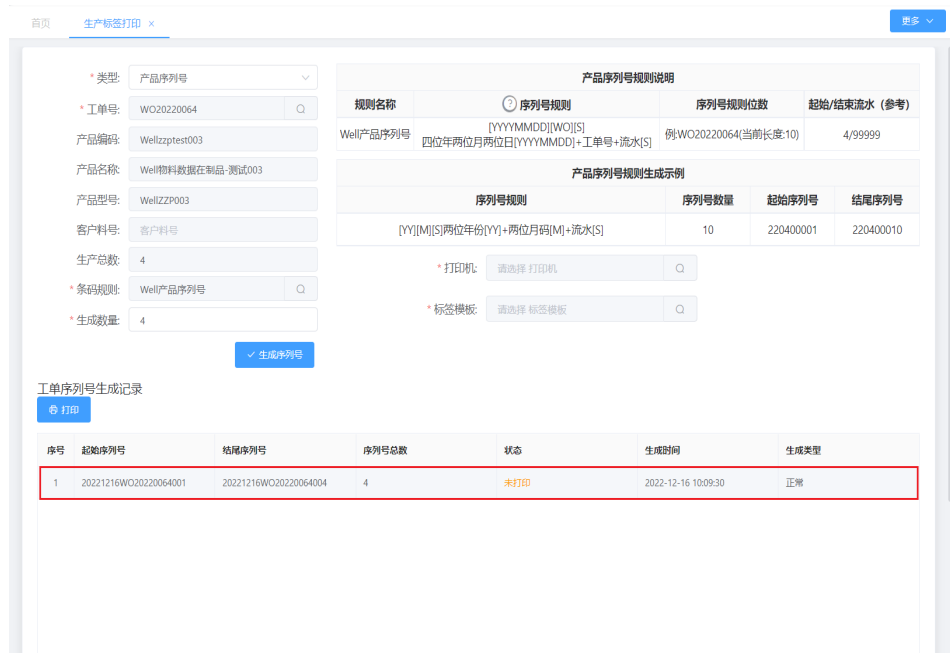 首页 生产标签打印 × 更多
* 类型: 产品序列号
* 工单号: WO20220064
产品编码: Wellzzptest003
产品名称: Well物料数据在制品-测试003
产品型号: WellZZP003
客户料号: 客户料号
生产总数: 4
* 条码规则: Well产品序列号
* 生成数量: 4
生成序列号
产品序列号规则说明
规则名称 ? 序列号规则 序列号规则位数 起始/结束流水（参考）
Well产品序列号 [YYYYMMDD][WO][S] 例:WO20220064(当前长度:10) 4/99999
四位年两位月两位日[YYYYMMDD]+工单号+流水[S]
产品序列号规则生成示例
序列号规则 序列号数量 起始序列号 结尾序列号
[YY][M][S]两位年份[YY]+两位月码[M]+流水[S] 10 220400001 220400010
* 打印机: 请选择 打印机
* 标签模板: 请选择 标签模板
工单序列号生成记录
打印
序号 起始序列号 结尾序列号 序列号总数 状态 生成时间 生成类型
1 20221216WO20220064001 20221216WO20220064004 4 未打印 2022-12-16 10:09:30 正常